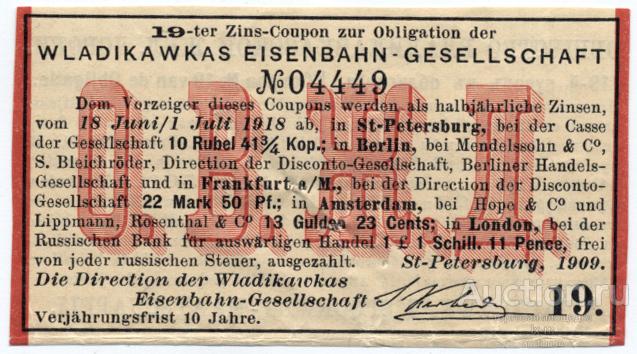 19-ter Zins-Coupon zur Obligation der
WLADIKAWKAS EISENBAHN-GESELLSCHAFT
№ 04449
Dem Vorzeiger dieses Coupons werden als halbjährliche Zinsen,
vom 18 Juni/1 Juli 1918 ab, in St-Petersburg, bei der Casse
der Gesellschaft 10 Rubel 41¾ Kop.; in Berlin, bei Mendelssohn & Cº,
S. Bleichröder, Direction der Disconto-Gesellschaft, Berliner Handels-
Gesellschaft und in Frankfurt a/M., bei der Direction der Disconto-
Gesellschaft 22 Mark 50 Pf.; in Amsterdam, bei Hope & Cº und
Lippmann, Rosenthal & Cº 13 Gulden 23 Cents; in London, bei der
Russischen Bank für auswärtigen Handel 1 £ 1 Schill. 11 Pence, frei
von jeder russischen Steuer, ausgezahlt. St-Petersburg, 1909.
Die Direction der Wladikawkas
Eisenbahn-Gesellschaft
19.
Verjährungsfrist 10 Jahre.
О.В.Ж.Д.